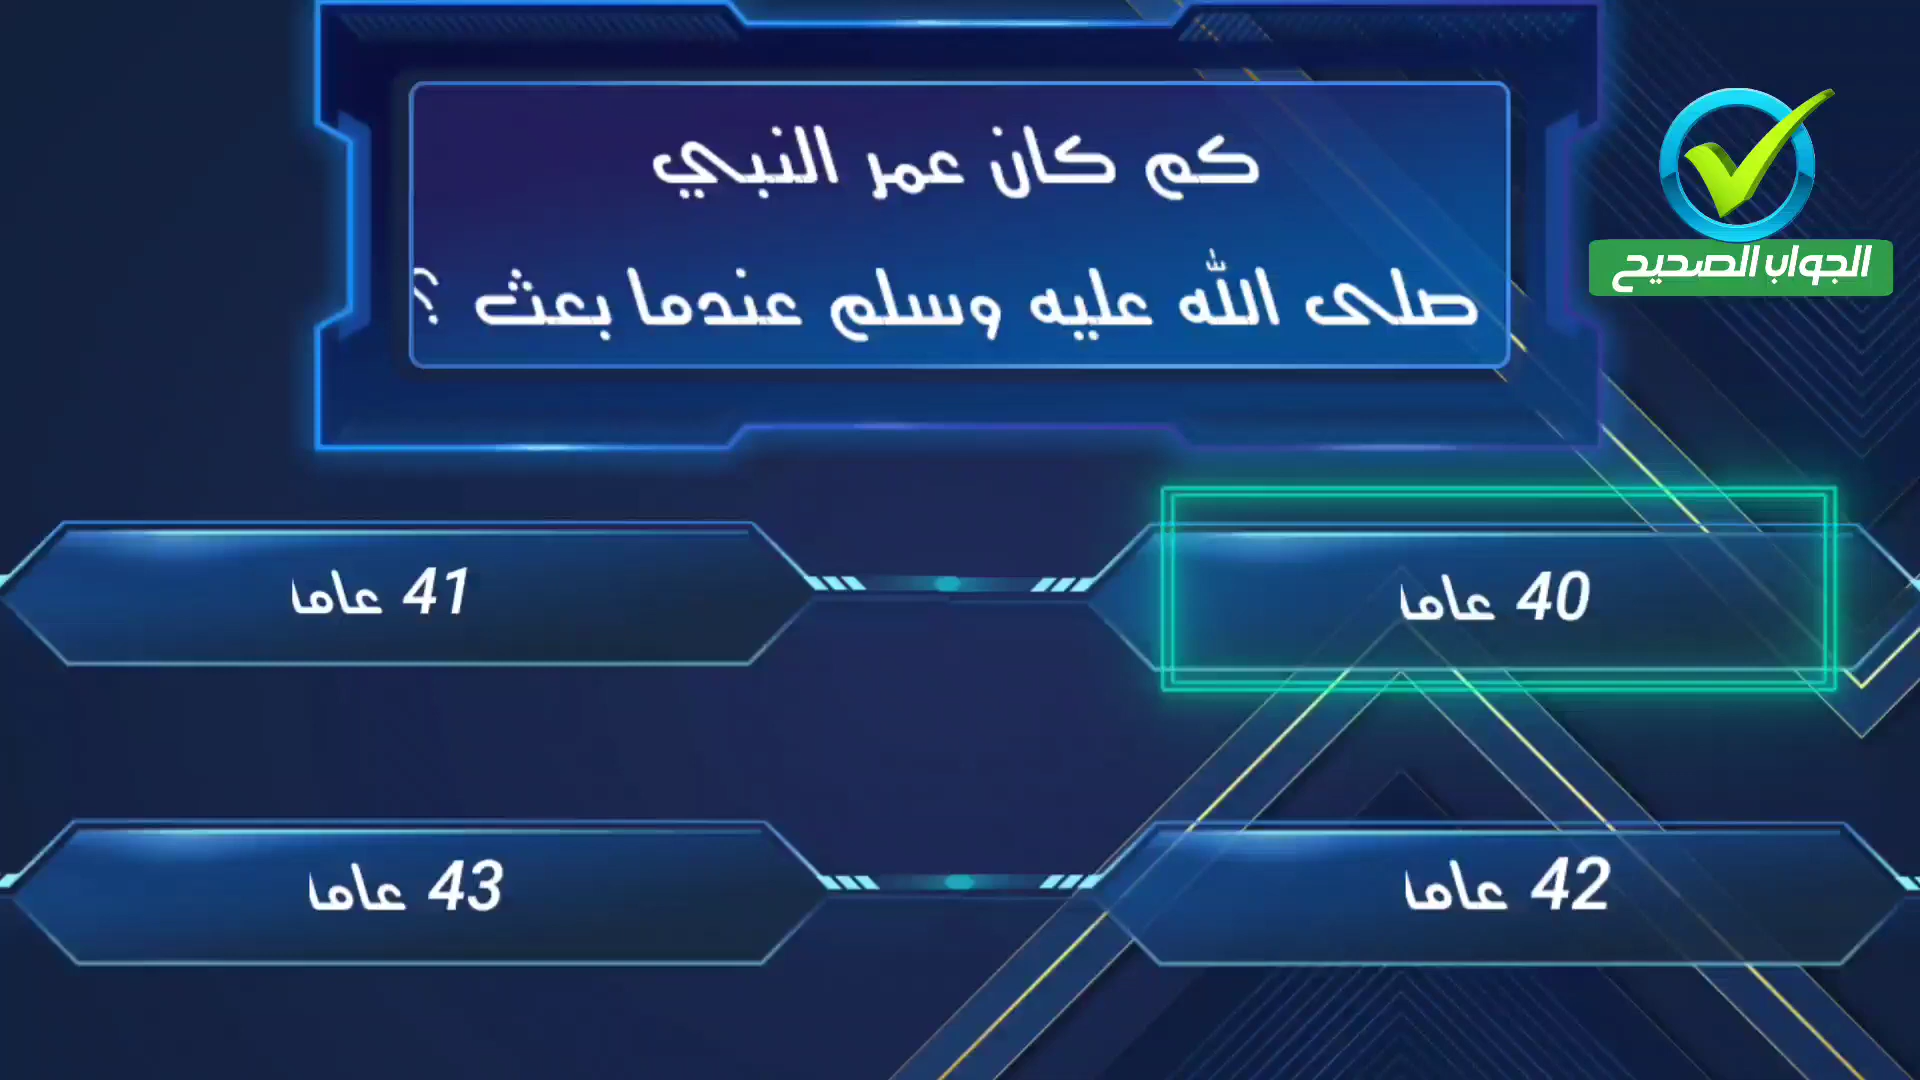 كم كان عمر النبي
صلى الله عليه وسلم عندما بعث ؟
الجواب الصحيح
40 عاما
41 عاما
42 عاما
43 عاما